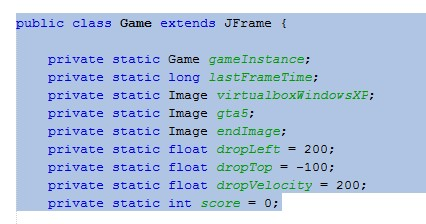 public class Game extends JFrame {
private static Game gameInstance;
private static long lastFrameTime;
private static Image virtualboxWindowsXP;
private static Image gta5;
private static Image endImage;
private static float dropLeft = 200;
private static float dropTop = -100;
private static float dropVelocity = 200;
private static int score = 0;